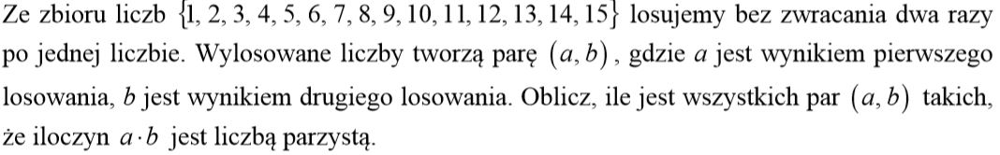 Ze zbioru liczb {1, 2, 3, 4, 5, 6, 7, 8, 9, 10, 11, 12, 13, 14, 15} losujemy bez zwracania dwa razy
po jednej liczbie. Wylosowane liczby tworzą parę (a, b), gdzie a jest wynikiem pierwszego
losowania, b jest wynikiem drugiego losowania. Oblicz, ile jest wszystkich par (a, b) takich,
że iloczyn a·b jest liczbą parzystą.